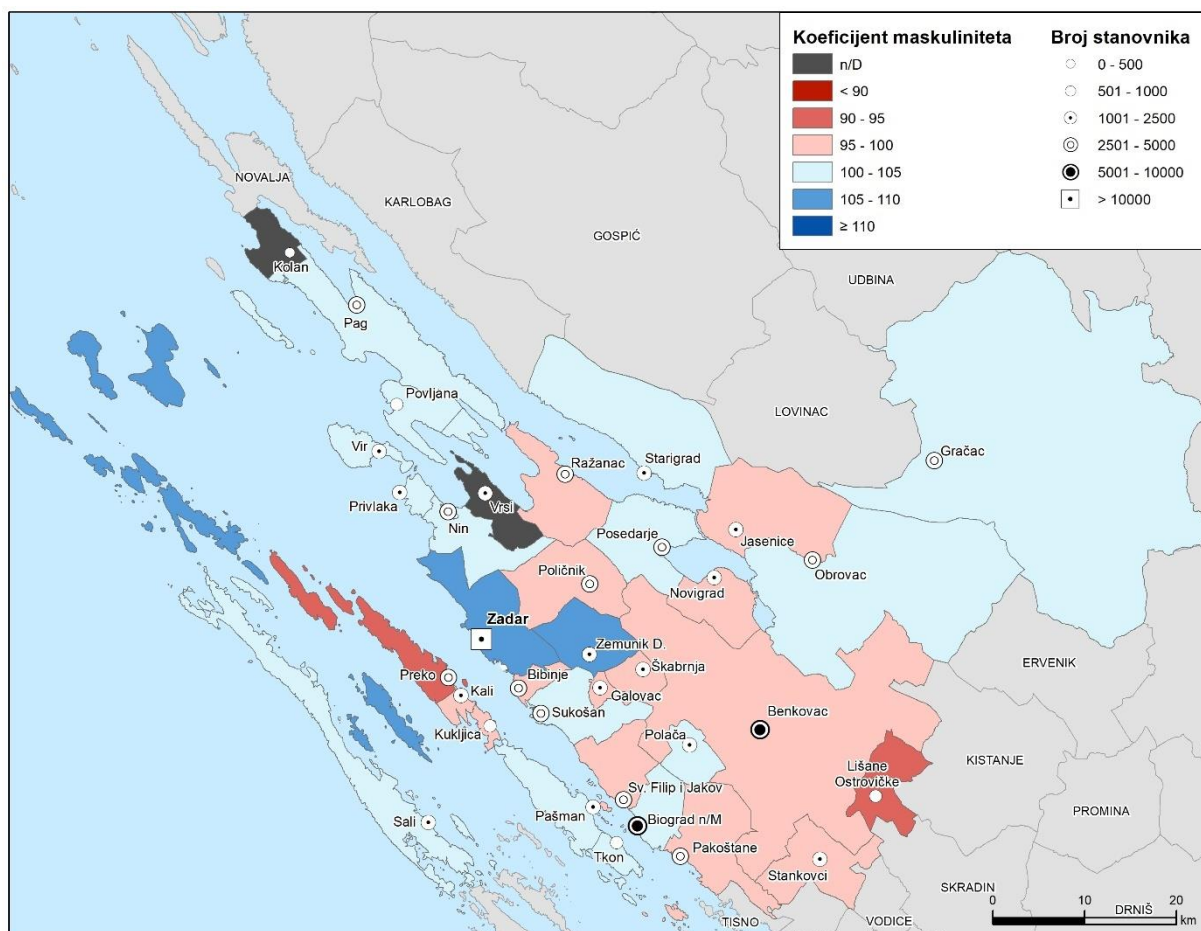 Koeficijent maskuliniteta
n/D
< 90
90 - 95
95 - 100
100 - 105
105 - 110
≥ 110
Broj stanovnika
0 - 500
501 - 1000
1001 - 2500
2501 - 5000
5001 - 10000
> 10000
NOVALJA
KARLOBAG
GOSPIĆ
UDBINA
Kolan
Pag
LOVINAC
Povljana
Vir
Ražanac
Starigrad
Gračac
Privlaka
Vrsi
Nin
Posedarje
Jasenice
Obrovac
Poličnik
Novigrad
Zadar
Zemunik D.
Škabrnja
ERVENIK
Preko
Kali
Bibinje
Galovac
Sukošan
Benkovac
Kukljica
Polača
KISTANJE
Lišane
Ostrovičke
Sv. Filip i Jakov
PROMINA
Pašman
Biograd n/M
Sali
Tkon
Pakoštane
Stankovci
SKRADIN
TISNO
VODICE
DRNIŠ
0 10 20
km